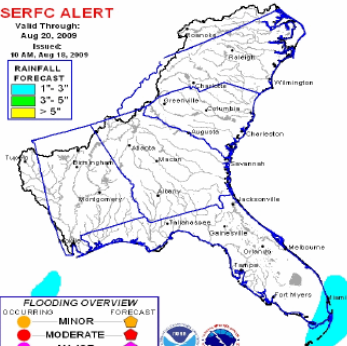 SERFC ALERT
Valid Through:
Aug 20, 2009
Issued:
10 AM, Aug 18, 2009
RAINFALL
FORECAST
1"- 3"
3"- 5"
> 5"
Roanoke
Raleigh
Charlotte
Wilmington
Greenville
Columbia
Augusta
Charleston
Atlanta
Birmingham
Macon
Savannah
Montgomery
Albany
Jacksonville
Tallahassee
Gainesville
Orlando
Melbourne
Tampa
Fort Myers
Miami
FLOODING OVERVIEW
OCCURRING FORECAST
MINOR
MODERATE